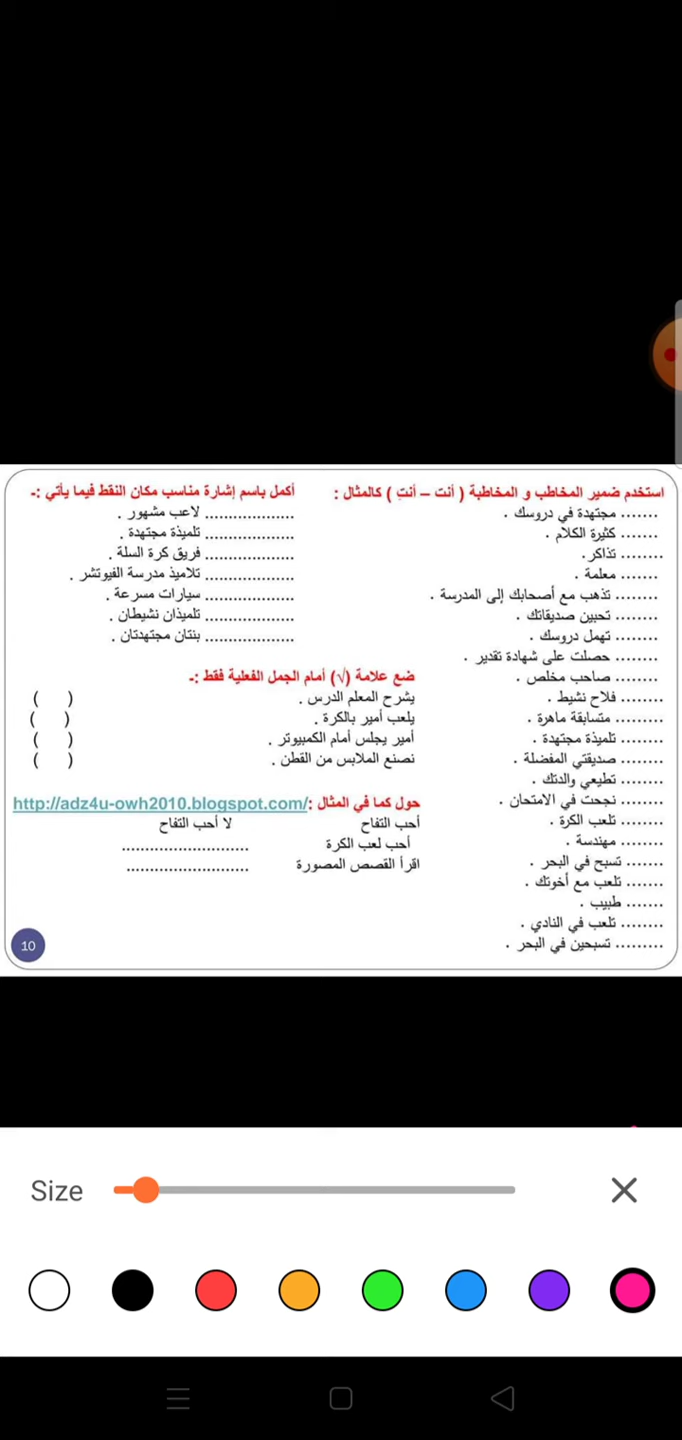 استخدم ضمير المخاطب و المخاطبة ( أنت – أنتِ ) كالمثال :
....... مجتهدة في دروسك .
....... كثيرة الكلام .
........ تذاكر.
....... معلمة .
........ تذهب مع أصحابك إلى المدرسة .
........ تحبين صديقاتك .
........ تهمل دروسك .
........ حصلت على شهادة تقدير .
........ صاحب مخلص .
........ فلاح نشيط .
......... متسابقة ماهرة .
........ تلميذة مجتهدة .
........ صديقتي المفضلة .
........ تطيعي والدتك .
........ نجحت في الامتحان .
........ تلعب الكرة .
........ مهندسة .
....... تسبح في البحر .
....... تلعب مع أخوتك .
....... طبيب .
........ تلعب في النادي .
......... تسبحين في البحر .
أكمل باسم إشارة مناسب مكان النقط فيما يأتي :-
................... لاعب مشهور .
................... تلميذة مجتهدة .
................... فريق كرة السلة .
................... تلاميذ مدرسة الفيوتشر .
................... سيارات مسرعة .
................... تلميذان نشيطان .
................... بنتان مجتهدتان .
ضع علامة (√) أمام الجمل الفعلية فقط :-
يشرح المعلم الدرس . ( )
يلعب أمير بالكرة . ( )
أمير يجلس أمام الكمبيوتر . ( )
نصنع الملابس من القطن . ( )
حول كما في المثال :http://adz4u-owh2010.blogspot.com/
أحب التفاح لا أحب التفاح
أحب لعب الكرة ...........................
اقرأ القصص المصورة ..........................
10
Size